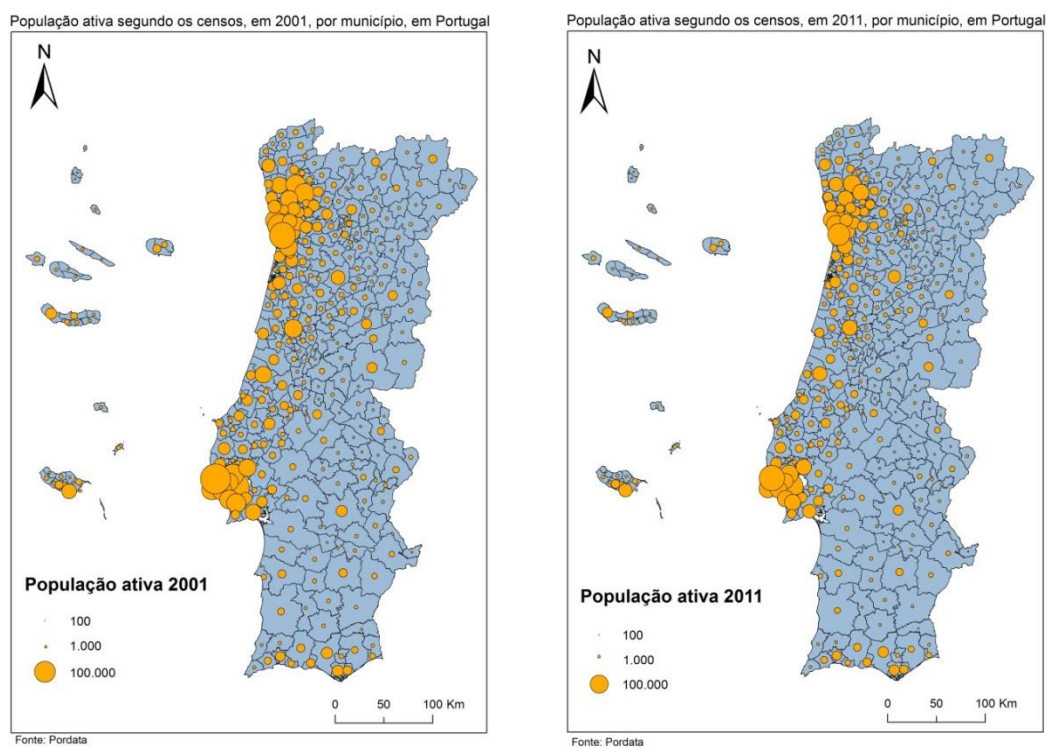 População ativa segundo os censos, em 2001, por município, em Portugal
N
População ativa 2001
100
1.000
100.000
0 50 100 Km
Fonte: Pordata
População ativa segundo os censos, em 2011, por município, em Portugal
N
População ativa 2011
100
1.000
100.000
0 50 100 Km
Fonte: Pordata